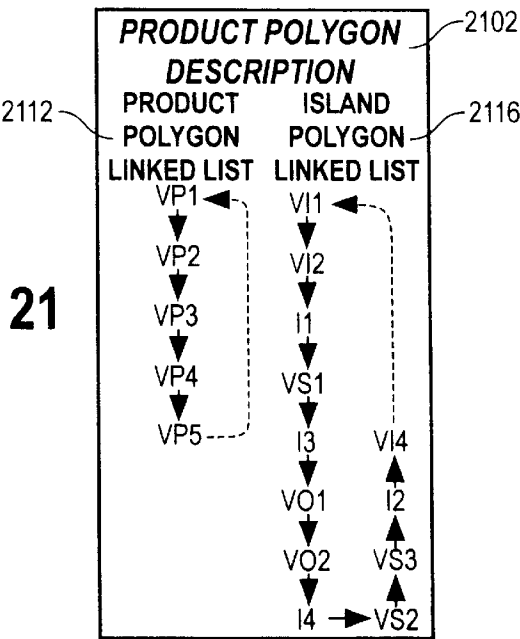 PRODUCT POLYGON
DESCRIPTION
2102
PRODUCT
POLYGON
LINKED LIST
2112
ISLAND
POLYGON
LINKED LIST
2116
21
VP1
VP2
VP3
VP4
VP5
VI1
VI2
I1
VS1
I3
VO1
VO2
I4
VS2
VS3
I2
VI4